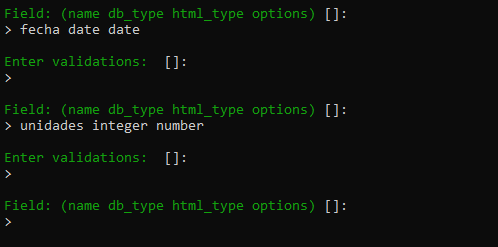 Field: (name db_type html_type options) []:
> fecha date date
Enter validations:  []:
>
Field: (name db_type html_type options) []:
> unidades integer number
Enter validations:  []:
>
Field: (name db_type html_type options) []:
>